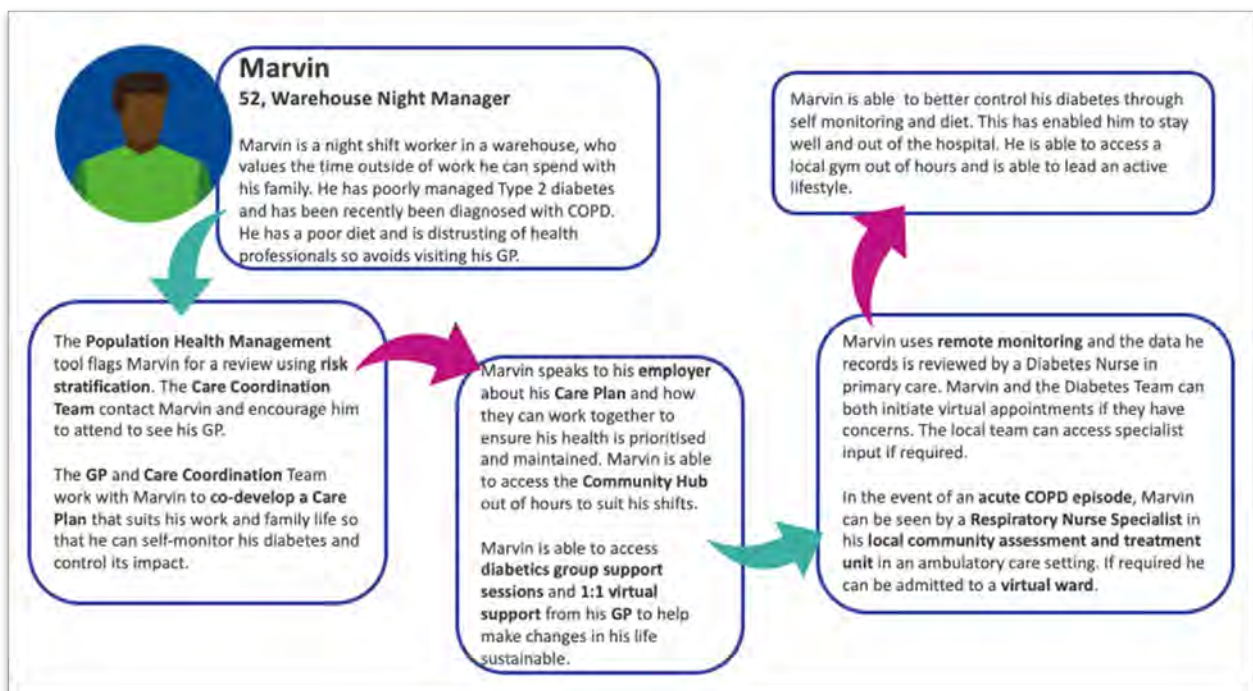 Marvin
52, Warehouse Night Manager
Marvin is a night shift worker in a warehouse, who
values the time outside of work he can spend with
his family. He has poorly managed Type 2 diabetes
and has been recently been diagnosed with COPD.
He has a poor diet and is distrusting of health
professionals so avoids visiting his GP.
The Population Health Management
tool flags Marvin for a review using risk
stratification. The Care Coordination
Team contact Marvin and encourage him
to attend to see his GP.
The GP and Care Coordination Team
work with Marvin to co-develop a Care
Plan that suits his work and family life so
that he can self-monitor his diabetes and
control its impact.
Marvin speaks to his employer
about his Care Plan and how
they can work together to
ensure his health is prioritised
and maintained. Marvin is able
to access the Community Hub
out of hours to suit his shifts.
Marvin is able to access
diabetics group support
sessions and 1:1 virtual
support from his GP to help
make changes in his life
sustainable.
Marvin uses remote monitoring and the data he
records is reviewed by a Diabetes Nurse in
primary care. Marvin and the Diabetes Team can
both initiate virtual appointments if they have
concerns. The local team can access specialist
input if required.
In the event of an acute COPD episode, Marvin
can be seen by a Respiratory Nurse Specialist in
his local community assessment and treatment
unit in an ambulatory care setting. If required he
can be admitted to a virtual ward.
Marvin is able to better control his diabetes through
self monitoring and diet. This has enabled him to stay
well and out of the hospital. He is able to access a
local gym out of hours and is able to lead an active
lifestyle.